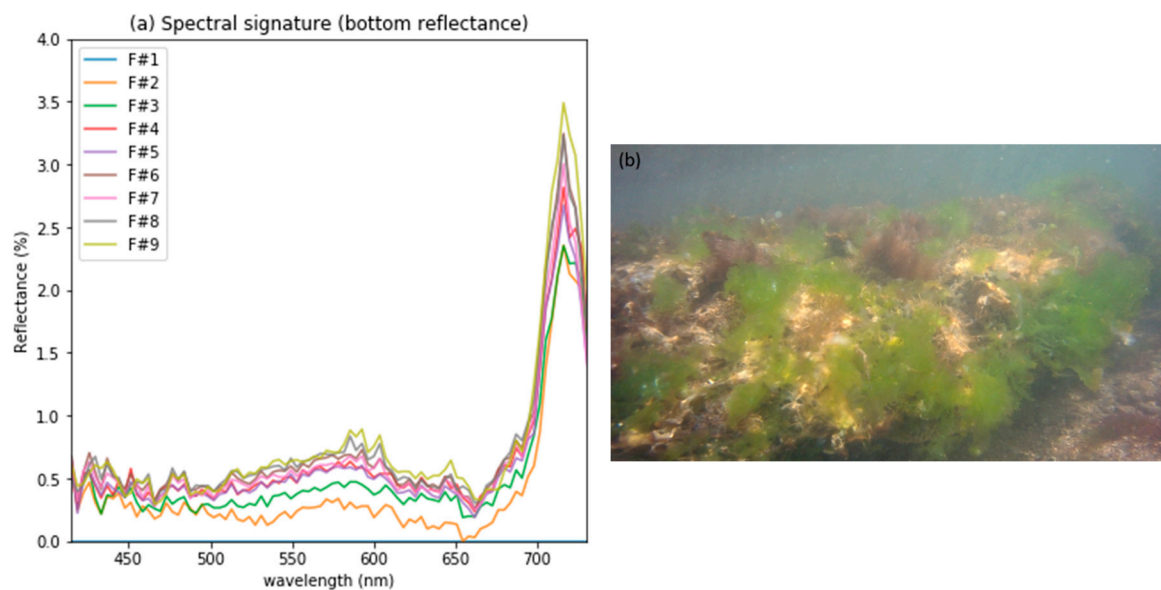 (a) Spectral signature (bottom reflectance)
4.0
3.5
3.0
2.5
2.0
1.5
1.0
0.5
0.0
Reflectance (%)
F#1
F#2
F#3
F#4
F#5
F#6
F#7
F#8
F#9
450 500 550 600 650 700
wavelength (nm)
(b)